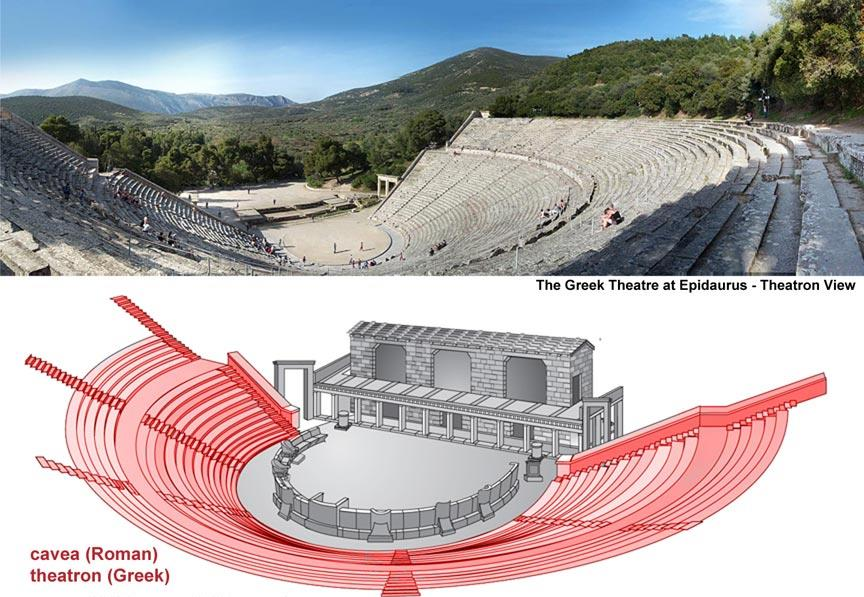 The Greek Theatre at Epidaurus - Theatron View
cavea (Roman)
theatron (Greek)